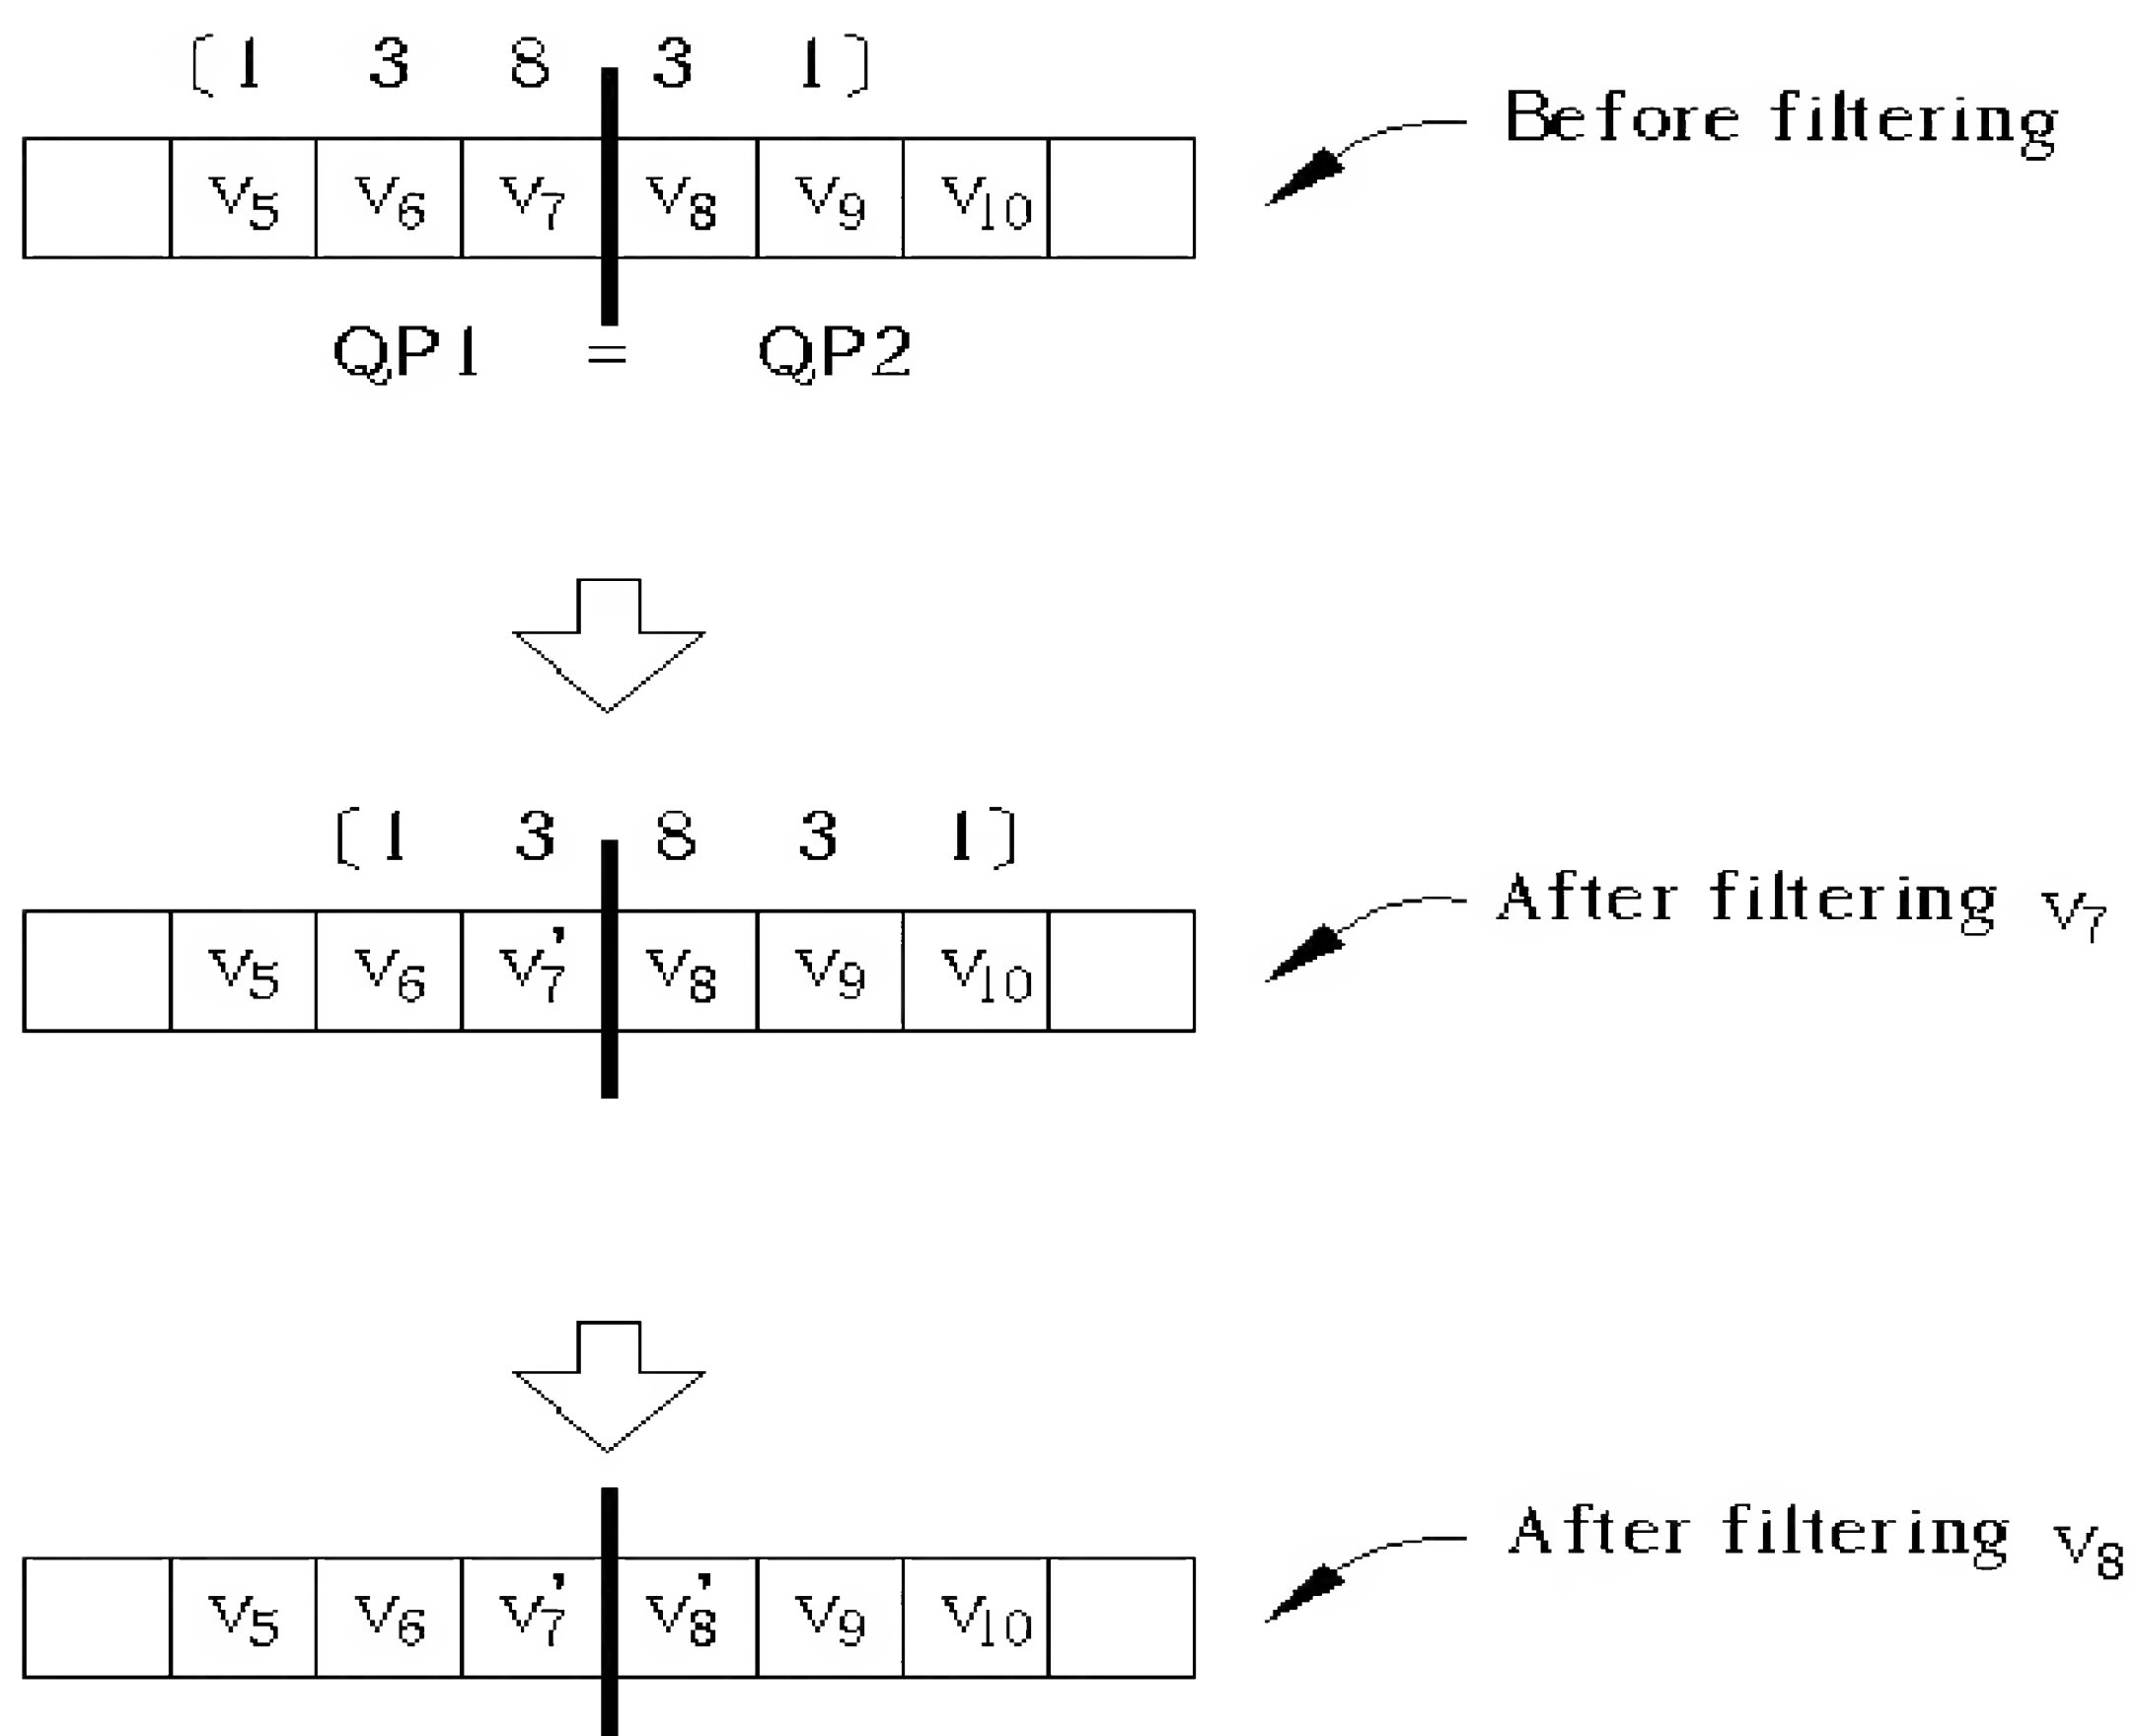 [1 3 8 3 1]
Before filtering
V5 V6 V7 V8 V9 V10
QP1 = QP2
[1 3 8 3 1]
After filtering V7
V5 V6 V7' V8 V9 V10
After filtering V8
V5 V6 V7' V8' V9 V10